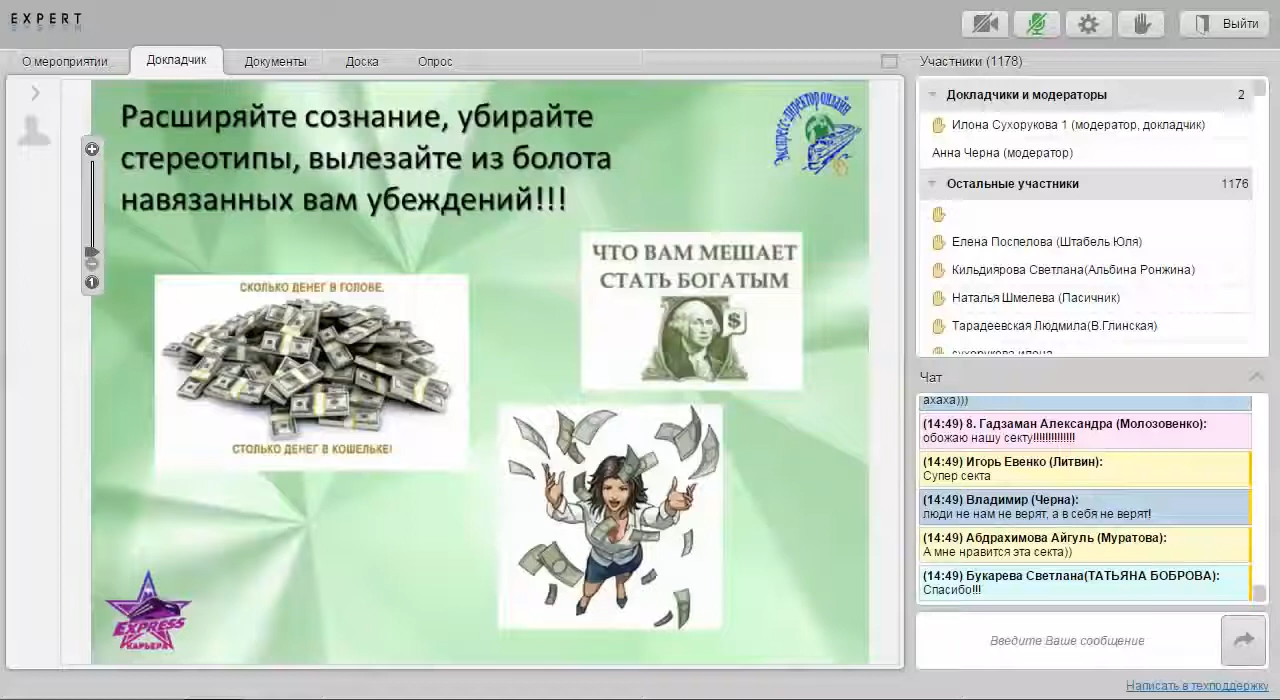 EXPERT
Выйти
О мероприятии
Докладчик
Документы
Доска
Опрос
Участники (1178)
Расширяйте сознание, убирайте
стереотипы, вылезайте из болота
навязанных вам убеждений!!!
Экспресс-директор онлайн
СКОЛЬКО ДЕНЕГ В ГОЛОВЕ,
СТОЛЬКО ДЕНЕГ В КОШЕЛЬКЕ!
ЧТО ВАМ МЕШАЕТ
СТАТЬ БОГАТЫМ
$
EXPRESS
КАРЬЕРА
Докладчики и модераторы 2
Илона Сухорукова 1 (модератор, докладчик)
Анна Черна (модератор)
Остальные участники 1176
Елена Поспелова (Штабель Юля)
Кильдиярова Светлана(Альбина Ронжина)
Наталья Шмелева (Пасичник)
Тарадеевская Людмила(В.Глинская)
сухорукова илона
Чат
ахаха)))
(14:49) 8. Гадзаман Александра (Молозовенко):
обожаю нашу секту!!!!!!!!!!!!!!
(14:49) Игорь Евенко (Литвин):
Супер секта
(14:49) Владимир (Черна):
люди не нам не верят, а в себя не верят!
(14:49) Абдрахимова Айгуль (Муратова):
А мне нравится эта секта))
(14:49) Букарева Светлана(ТАТЬЯНА БОБРОВА):
Спасибо!!!
Введите Ваше сообщение
Написать в техподдержку